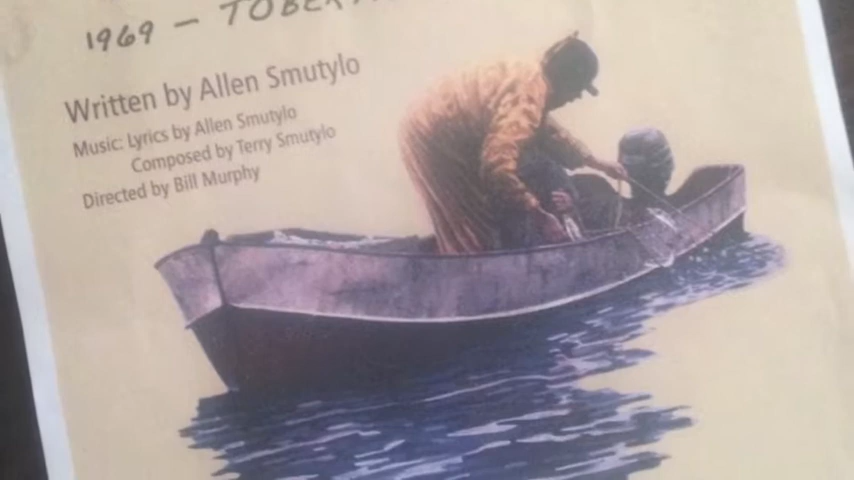 1969 -
Written by Allen Smutylo
Music: Lyrics by Allen Smutylo
Composed by Terry Smutylo
Directed by Bill Murphy